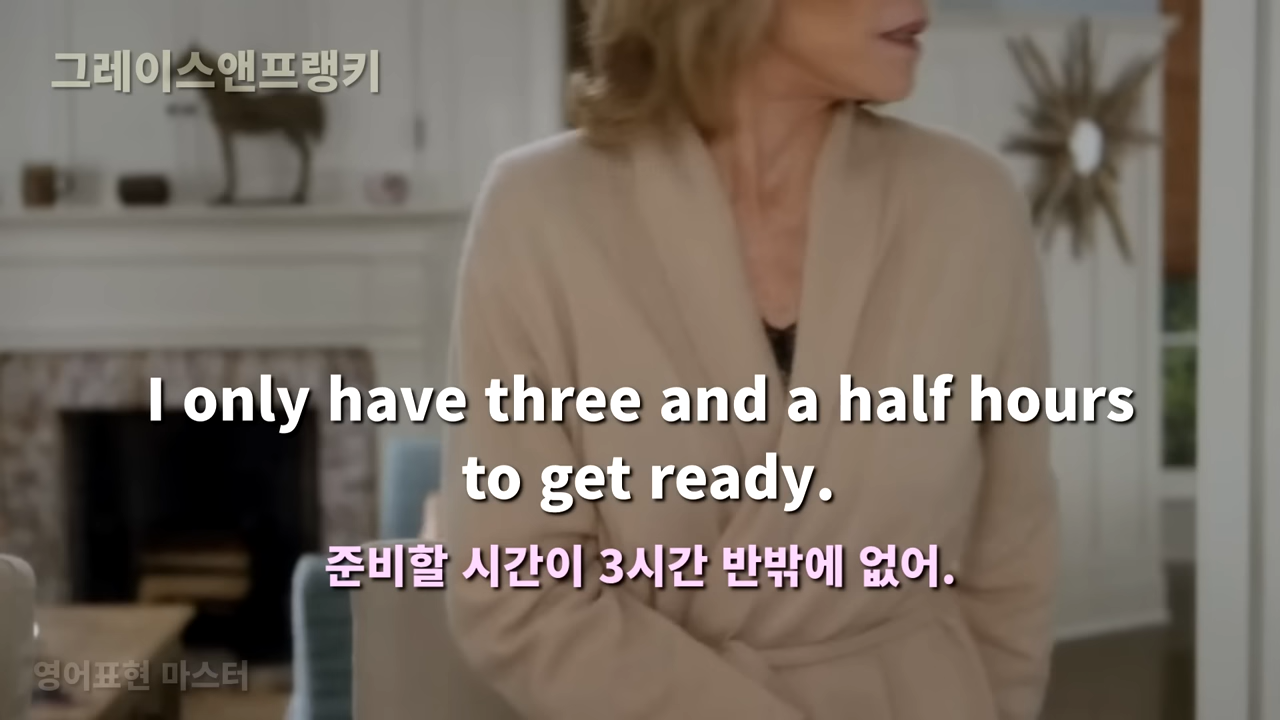 그레이스앤프랭키
I only have three and a half hours
to get ready.
준비할 시간이 3시간 반밖에 없어.
영어표현 마스터